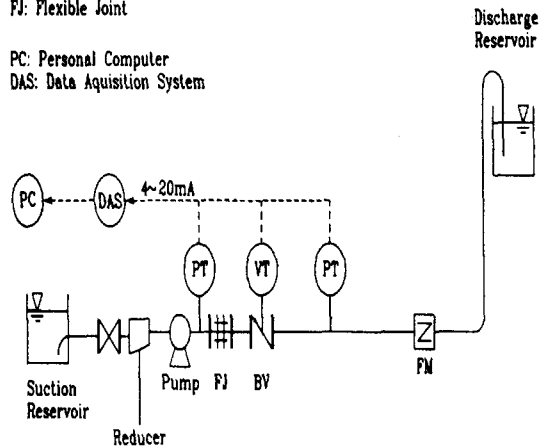 FJ: Flexible Joint
PC: Personal Computer
DAS: Data Aquisition System
Discharge
Reservoir
4~20mA
PC
DAS
PT
VT
PT
Suction
Reservoir
Reducer
Pump
FJ
BV
FM